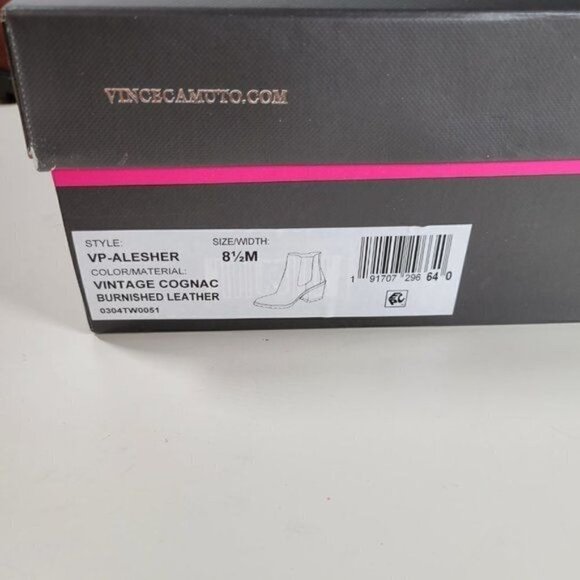 VINCECAMUTO.COM
STYLE: SIZE/WIDTH:
VP-ALESHER 8½M
COLOR/MATERIAL:
VINTAGE COGNAC
BURNISHED LEATHER
0304TW0051
1 91707 296 64 0